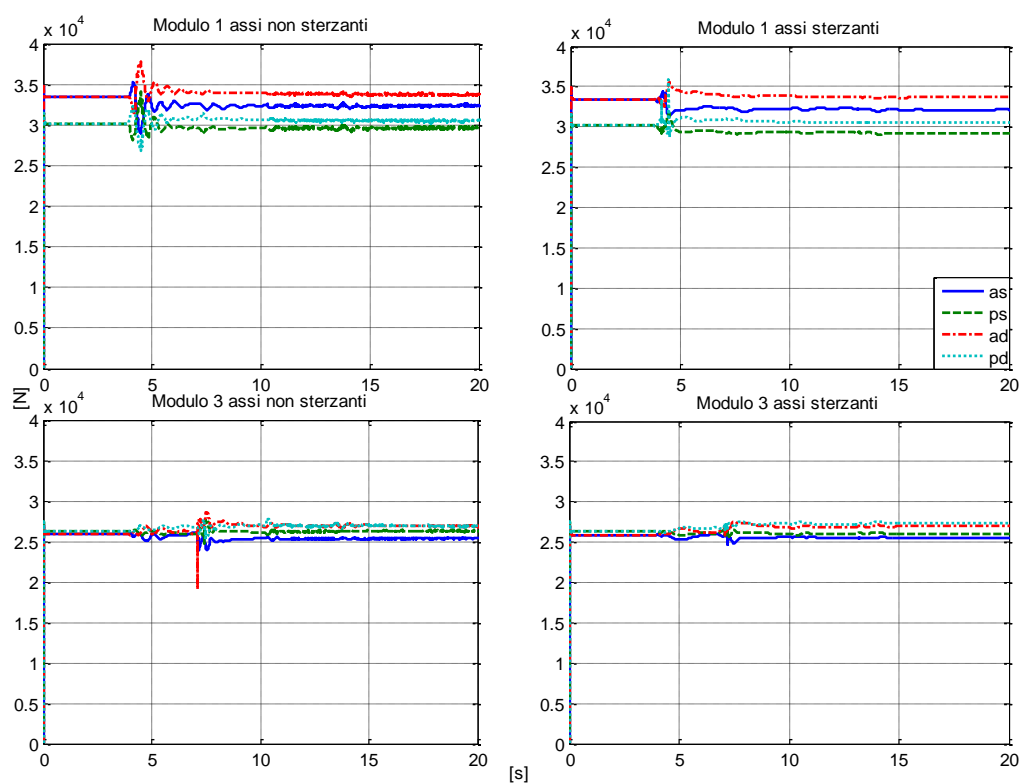 Modulo 1 assi non sterzanti
x 10^4
4
3.5
3
2.5
2
1.5
1
0.5
0
0 5 10 15 20
Modulo 1 assi sterzanti
x 10^4
4
3.5
3
2.5
2
1.5
1
0.5
0
0 5 10 15 20
as
ps
ad
pd
[N]
Modulo 3 assi non sterzanti
x 10^4
4
3.5
3
2.5
2
1.5
1
0.5
0
0 5 10 15 20
Modulo 3 assi sterzanti
x 10^4
4
3.5
3
2.5
2
1.5
1
0.5
0
0 5 10 15 20
[s]